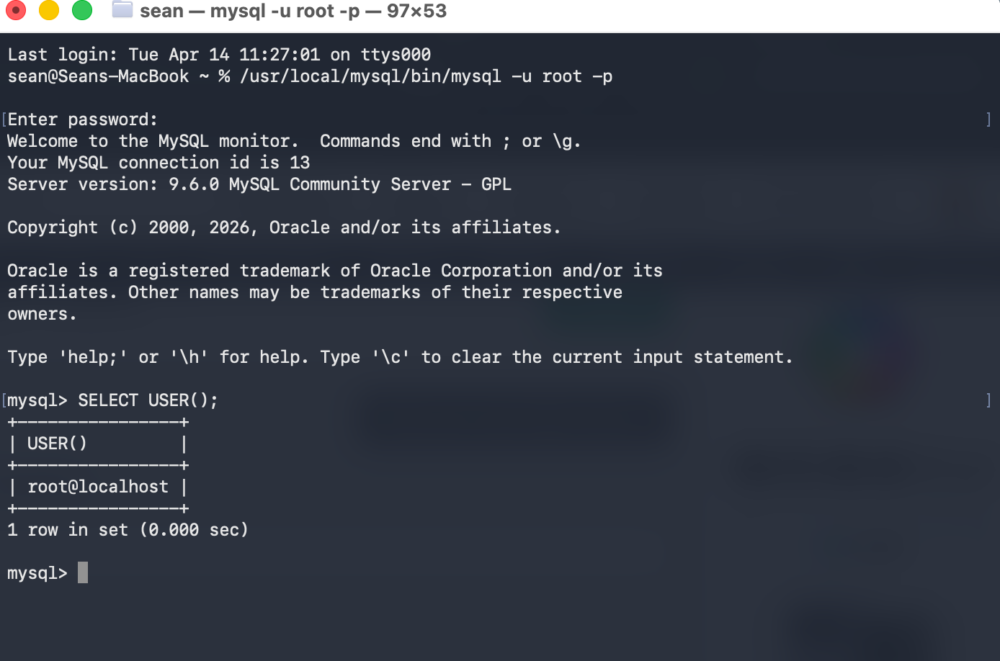 sean — mysql -u root -p — 97×53
Last login: Tue Apr 14 11:27:01 on ttys000
sean@Seans-MacBook ~ % /usr/local/mysql/bin/mysql -u root -p
[Enter password: ]
Welcome to the MySQL monitor.  Commands end with ; or \g.
Your MySQL connection id is 13
Server version: 9.6.0 MySQL Community Server - GPL
Copyright (c) 2000, 2026, Oracle and/or its affiliates.
Oracle is a registered trademark of Oracle Corporation and/or its
affiliates. Other names may be trademarks of their respective
owners.
Type 'help;' or '\h' for help. Type '\c' to clear the current input statement.
[mysql> SELECT USER(); ]
+----------------+
| USER()         |
+----------------+
| root@localhost |
+----------------+
1 row in set (0.000 sec)
mysql>